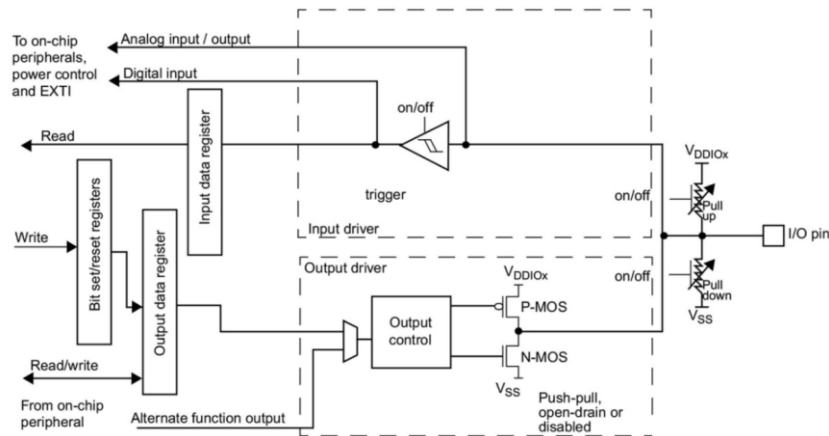 To on-chip
peripherals,
power control
and EXTI
Analog input / output
Digital input
on/off
Read
Input data register
trigger
Input driver
V_DDIOx
on/off
Pull
up
I/O pin
Write
Bit set/reset registers
Output data register
Output driver
on/off
Pull
down
V_SS
V_DDIOx
P-MOS
Output
control
N-MOS
V_SS
Read/write
From on-chip
peripheral
Alternate function output
Push-pull,
open-drain or
disabled